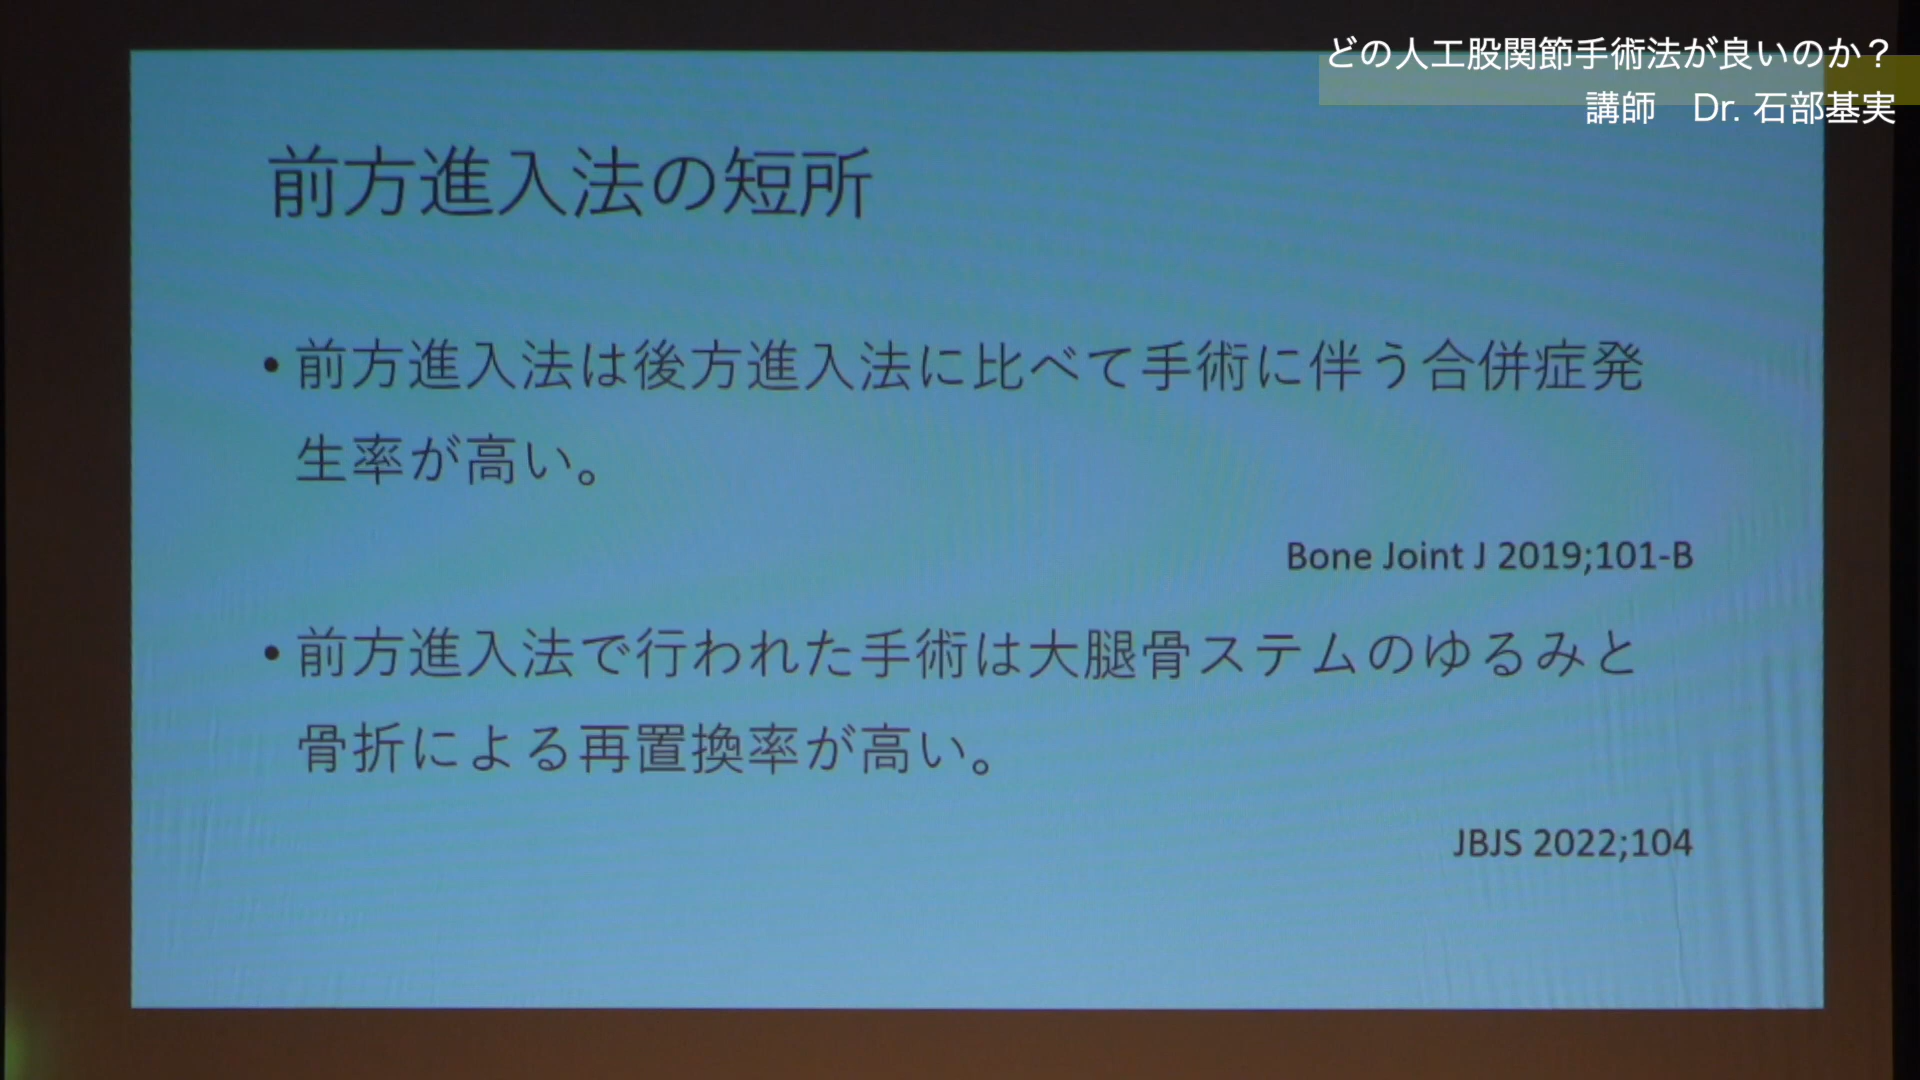 どの人工股関節手術法が良いのか？
講師　Dr. 石部基実
前方進入法の短所
• 前方進入法は後方進入法に比べて手術に伴う合併症発
生率が高い。
Bone Joint J 2019;101-B
• 前方進入法で行われた手術は大腿骨ステムのゆるみと
骨折による再置換率が高い。
JBJS 2022;104